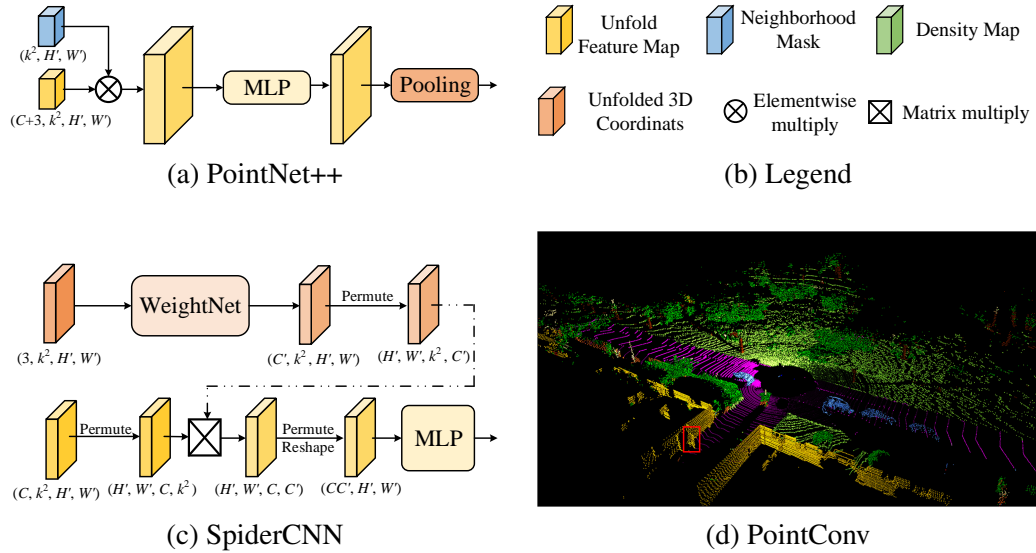 (k², H', W')
(C+3, k², H', W')
MLP
Pooling
(a) PointNet++
Unfold
Feature Map
Neighborhood
Mask
Density Map
Unfolded 3D
Coordinats
Elementwise
multiply
Matrix multiply
(b) Legend
WeightNet
Permute
(3, k², H', W')
(C', k², H', W')
(H', W', k², C')
Permute
Permute
Reshape
MLP
(C, k², H', W')
(H', W', C, k²)
(H', W', C, C')
(CC', H', W')
(c) SpiderCNN
(d) PointConv